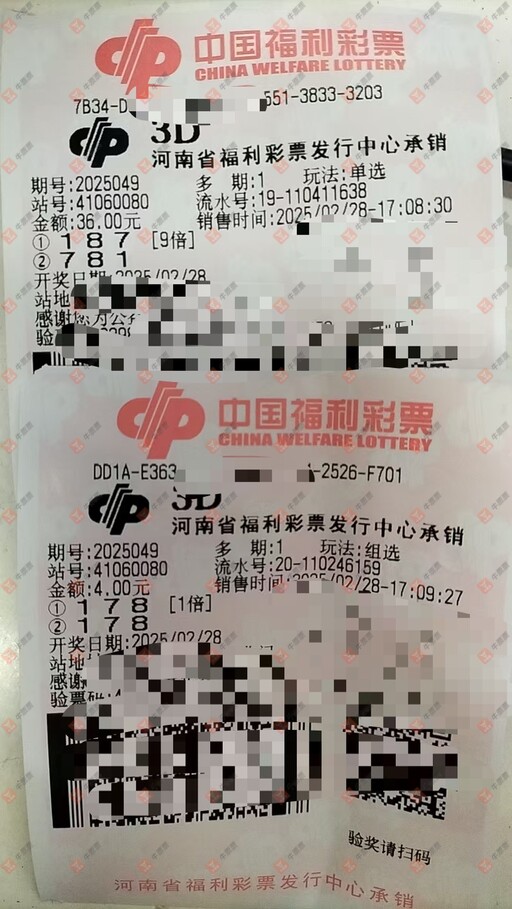 中国福利彩票
CHINA WELFARE LOTTERY
7B34-D 551-3833-3203
3D
河南省福利彩票发行中心承销
期号:2025049 多 期:1 玩法:单选
站号:41060080 流水号:19-110411638
金额:36.00元 销售时间:2025/02/28-17:08:30
① 1 8 7 [9倍]
② 7 8 1
开奖日期:2025/02/28
站地
感谢您为公
验
中国福利彩票
CHINA WELFARE LOTTERY
DD1A-E363 -2526-F701
3D
河南省福利彩票发行中心承销
期号:2025049 多 期:1 玩法:组选
站号:41060080 流水号:20-110246159
金额:4.00元 销售时间:2025/02/28-17:09:27
① 1 7 8 [1倍]
② 1 7 8
开奖日期:2025/02/28
站地
感谢
验票码:4
验奖请扫码
河南省福利彩票发行中心承销